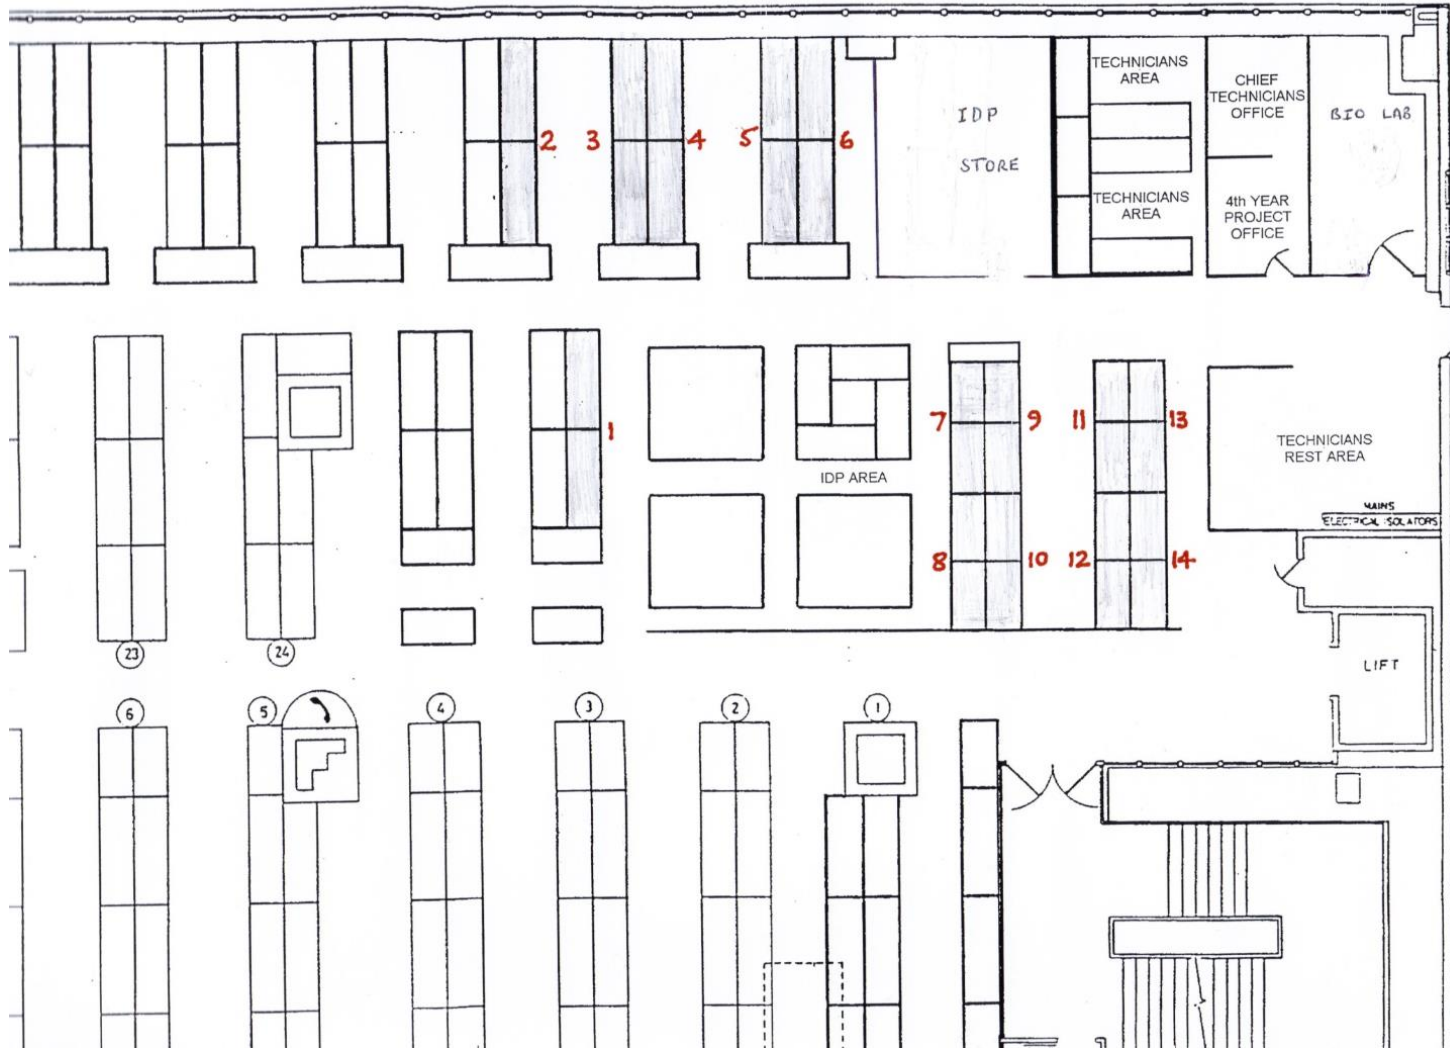 TECHNICIANS
AREA
CHIEF
TECHNICIANS
OFFICE
IDP
STORE
BIO LAB
2
3
4
5
6
TECHNICIANS
AREA
4th YEAR
PROJECT
OFFICE
1
7
9
11
13
TECHNICIANS
REST AREA
IDP AREA
MAINS
ELECTRICAL ISOLATORS
8
10
12
14
23
24
LIFT
6
5
4
3
2
1